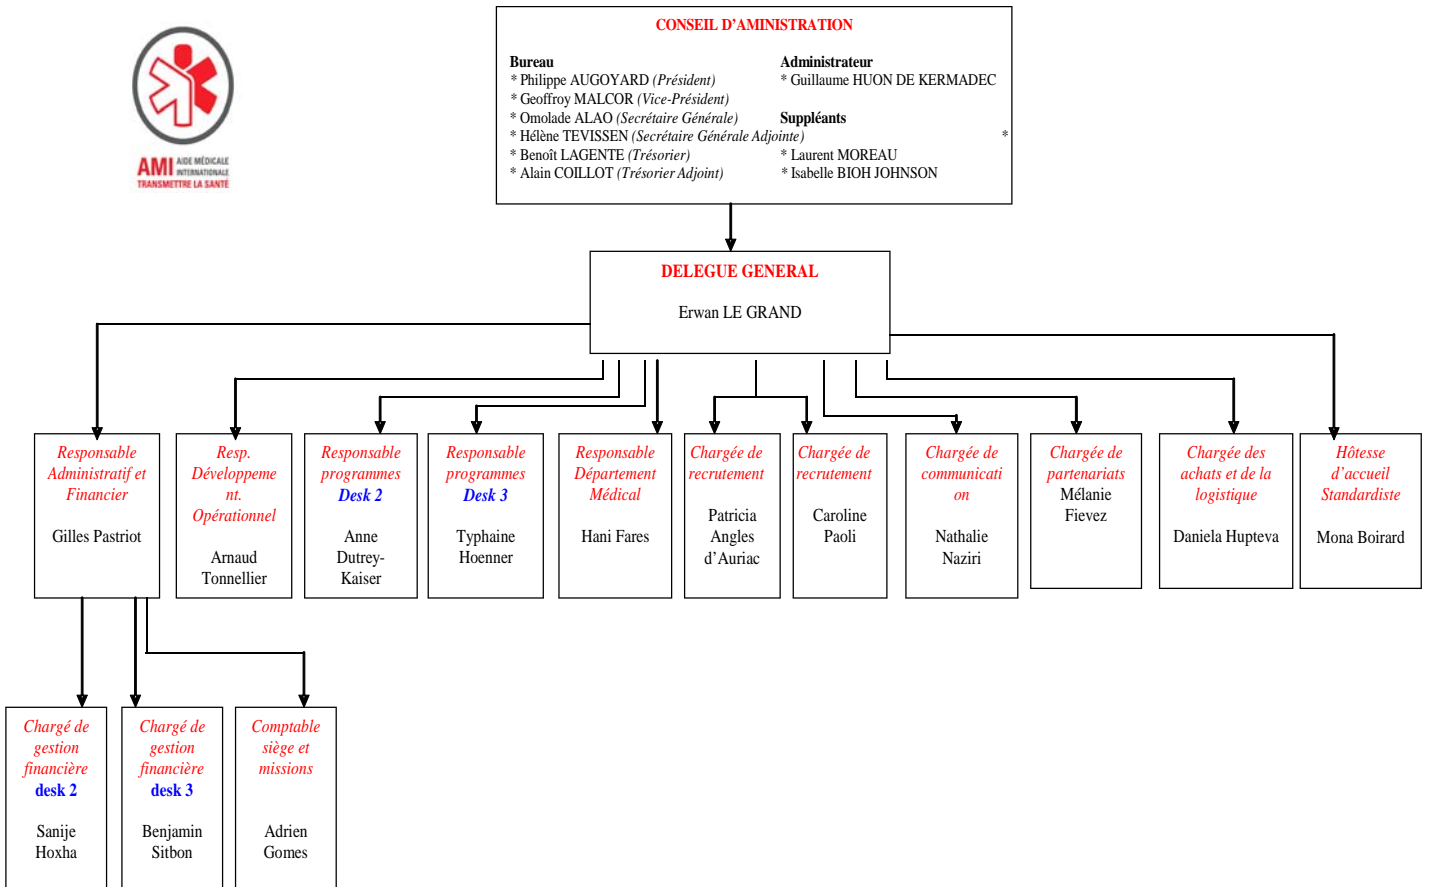 AMI AIDE MÉDICALE
INTERNATIONALE
TRANSMETTRE LA SANTÉ
CONSEIL D'AMINISTRATION
Bureau
* Philippe AUGOYARD (Président)
* Geoffroy MALCOR (Vice-Président)
* Omolade ALAO (Secrétaire Générale)
* Hélène TEVISSEN (Secrétaire Générale Adjointe)
* Benoît LAGENTE (Trésorier)
* Alain COILLOT (Trésorier Adjoint)
Administrateur
* Guillaume HUON DE KERMADEC
Suppléants
*
* Laurent MOREAU
* Isabelle BIOH JOHNSON
DELEGUE GENERAL
Erwan LE GRAND
Responsable
Administratif et
Financier
Gilles Pastriot
Resp.
Développeme
nt.
Opérationnel
Arnaud
Tonnellier
Responsable
programmes
Desk 2
Anne
Dutrey-
Kaiser
Responsable
programmes
Desk 3
Typhaine
Hoenner
Responsable
Département
Médical
Hani Fares
Chargée de
recrutement
Patricia
Angles
d'Auriac
Chargée de
recrutement
Caroline
Paoli
Chargée de
communicati
on
Nathalie
Naziri
Chargée de
partenariats
Mélanie
Fievez
Chargée des
achats et de la
logistique
Daniela Hupteva
Hôtesse
d'accueil
Standardiste
Mona Boirard
Chargé de
gestion
financière
desk 2
Sanije
Hoxha
Chargé de
gestion
financière
desk 3
Benjamin
Sitbon
Comptable
siège et
missions
Adrien
Gomes